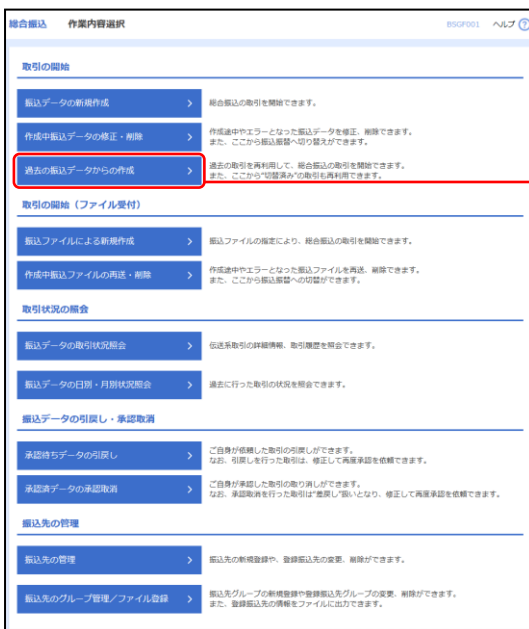 総合振込 作業内容選択 BSGF001 ヘルプ ?
取引の開始
振込データの新規作成 >
総合振込の取引を開始できます。
作成中振込データの修正・削除 >
作成途中やエラーとなった振込データを修正、削除できます。
また、ここから振込振替へ切り替えができます。
過去の振込データからの作成 >
過去の取引を再利用して、総合振込の取引を開始できます。
また、ここから“切替済み”の取引も再利用できます。
取引の開始（ファイル受付）
振込ファイルによる新規作成 >
振込ファイルの指定により、総合振込の取引を開始できます。
作成中振込ファイルの再送・削除 >
作成途中やエラーとなった振込ファイルを再送、削除できます。
また、ここから振込振替への切替ができます。
取引状況の照会
振込データの取引状況照会 >
伝送系取引の詳細情報、取引履歴を照会できます。
振込データの日別・月別状況照会 >
過去に行った取引の状況を照会できます。
振込データの引戻し・承認取消
承認待ちデータの引戻し >
ご自身が依頼した取引の引戻しができます。
なお、引戻しを行った取引は、修正して再度承認を依頼できます。
承認済データの承認取消 >
ご自身が承認した取引の取り消しができます。
なお、承認取消を行った取引は“差戻し”扱いとなり、修正して再度承認を依頼できます。
振込先の管理
振込先の管理 >
振込先の新規登録や、登録振込先の変更、削除ができます。
振込先のグループ管理／ファイル登録 >
振込先グループの新規登録や登録振込先グループの変更、削除ができます。
また、登録振込先の情報をファイルに出力できます。